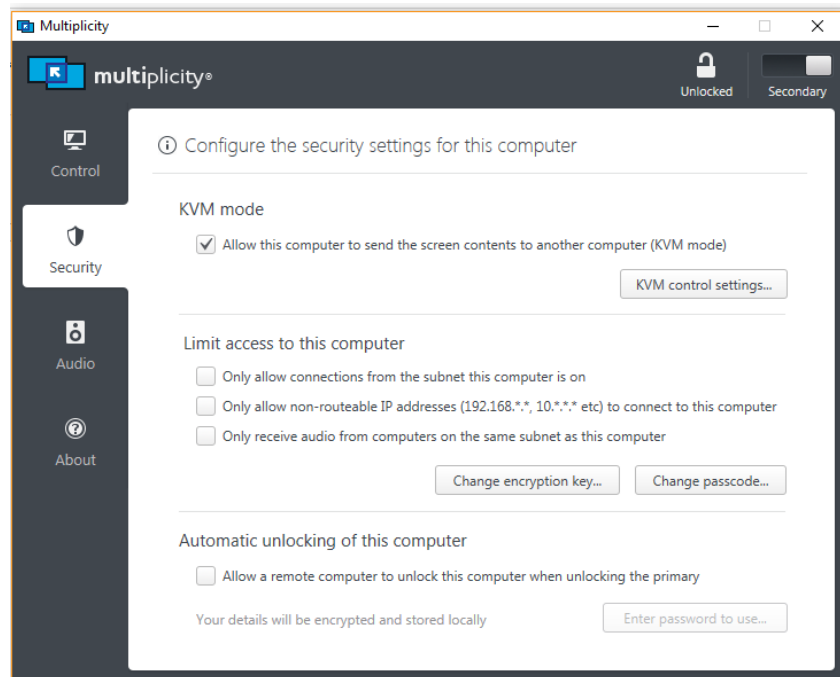 Multiplicity
multiplicity®
Unlocked
Secondary
Control
Security
Audio
About
Configure the security settings for this computer
KVM mode
Allow this computer to send the screen contents to another computer (KVM mode)
KVM control settings...
Limit access to this computer
Only allow connections from the subnet this computer is on
Only allow non-routeable IP addresses (192.168.*.*, 10.*.*.* etc) to connect to this computer
Only receive audio from computers on the same subnet as this computer
Change encryption key...
Change passcode...
Automatic unlocking of this computer
Allow a remote computer to unlock this computer when unlocking the primary
Your details will be encrypted and stored locally
Enter password to use...